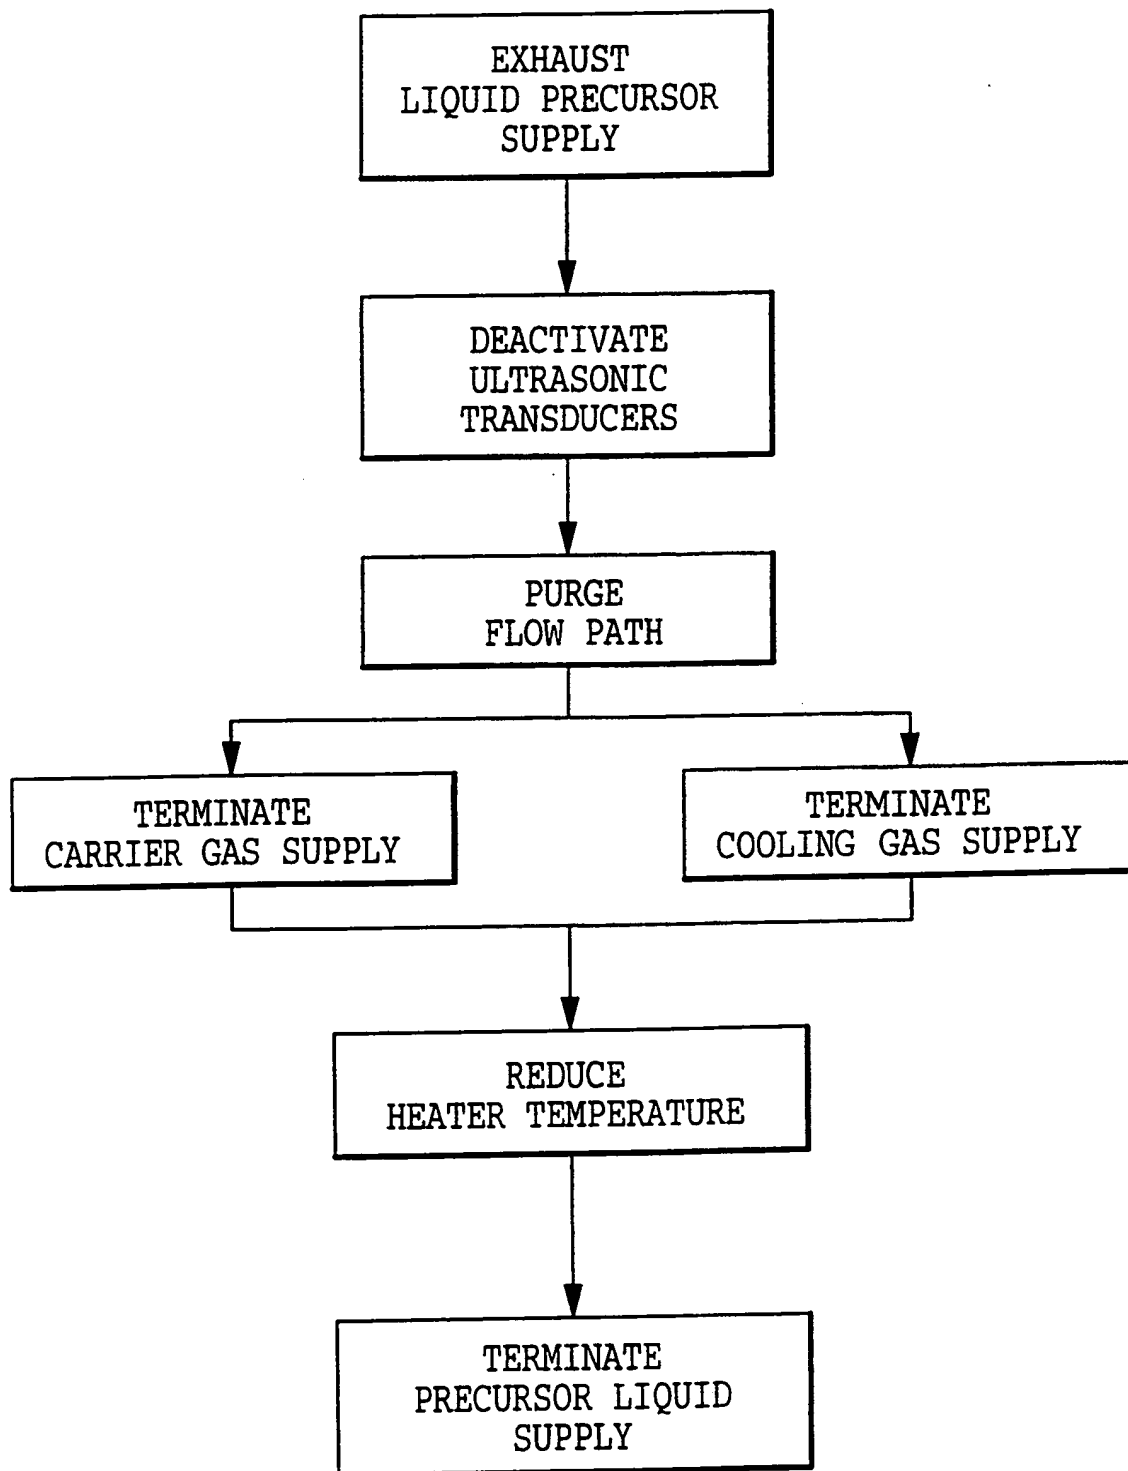 EXHAUST
LIQUID PRECURSOR
SUPPLY
DEACTIVATE
ULTRASONIC
TRANSDUCERS
PURGE
FLOW PATH
TERMINATE
CARRIER GAS SUPPLY
TERMINATE
COOLING GAS SUPPLY
REDUCE
HEATER TEMPERATURE
TERMINATE
PRECURSOR LIQUID
SUPPLY